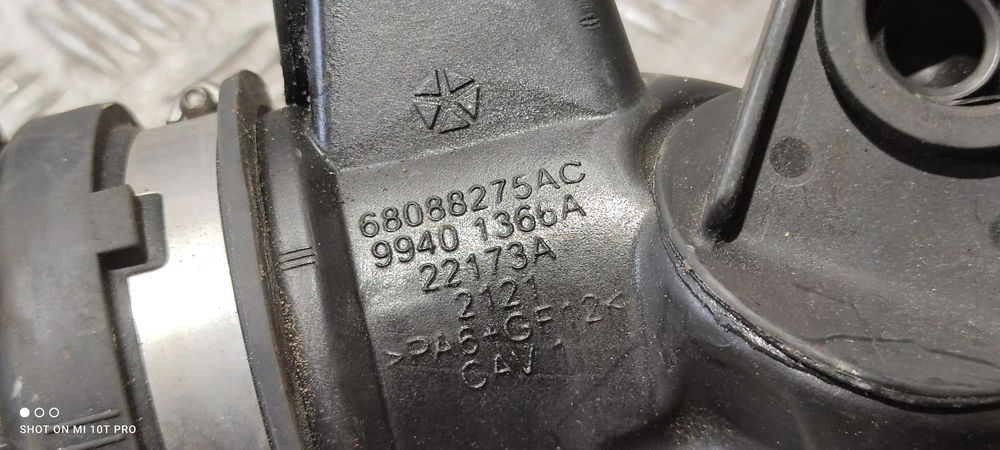 68088275AC
9940 1366A
22173A
2121
>PA6+GF12<
CAV 1
SHOT ON MI 10T PRO